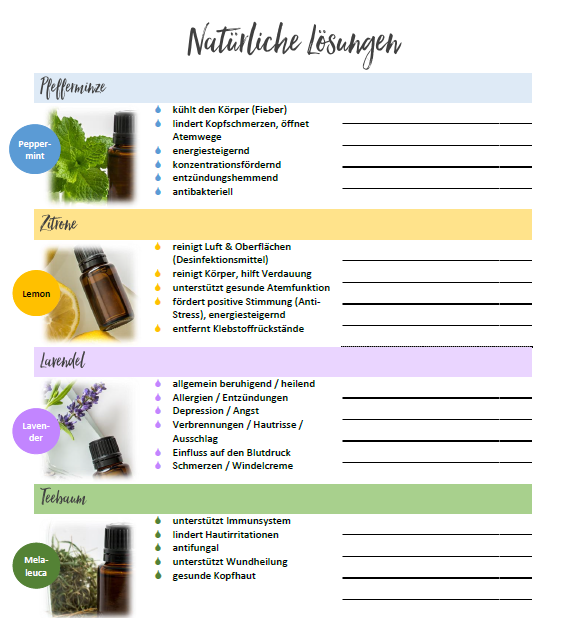 Natürliche Lösungen
Pfefferminze
Pepper-
mint
kühlt den Körper (Fieber)
lindert Kopfschmerzen, öffnet
Atemwege
energiesteigernd
konzentrationsfördernd
entzündungshemmend
antibakteriell
Zitrone
Lemon
reinigt Luft & Oberflächen
(Desinfektionsmittel)
reinigt Körper, hilft Verdauung
unterstützt gesunde Atemfunktion
fördert positive Stimmung (Anti-
Stress), energiesteigernd
entfernt Klebstoffrückstände
Lavendel
Laven-
der
allgemein beruhigend / heilend
Allergien / Entzündungen
Depression / Angst
Verbrennungen / Hautrisse /
Ausschlag
Einfluss auf den Blutdruck
Schmerzen / Windelcreme
Teebaum
Mela-
leuca
unterstützt Immunsystem
lindert Hautirritationen
antifungal
unterstützt Wundheilung
gesunde Kopfhaut